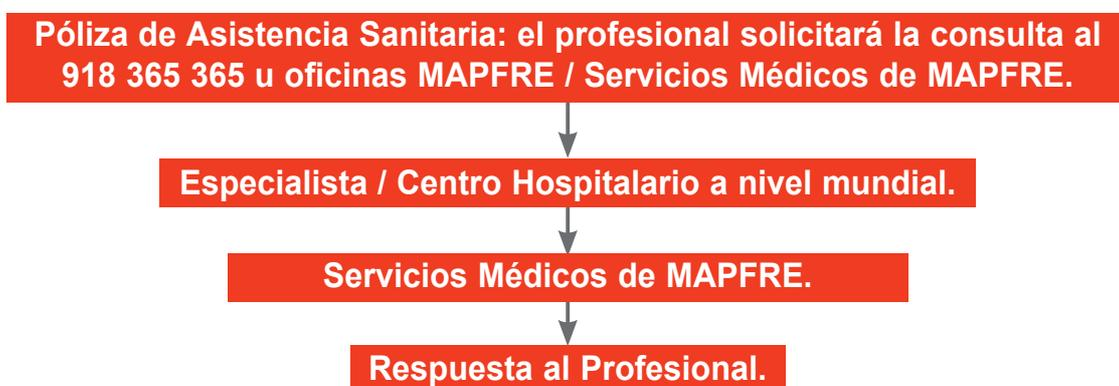 Póliza de Asistencia Sanitaria: el profesional solicitará la consulta al
918 365 365 u oficinas MAPFRE / Servicios Médicos de MAPFRE.
Especialista / Centro Hospitalario a nivel mundial.
Servicios Médicos de MAPFRE.
Respuesta al Profesional.